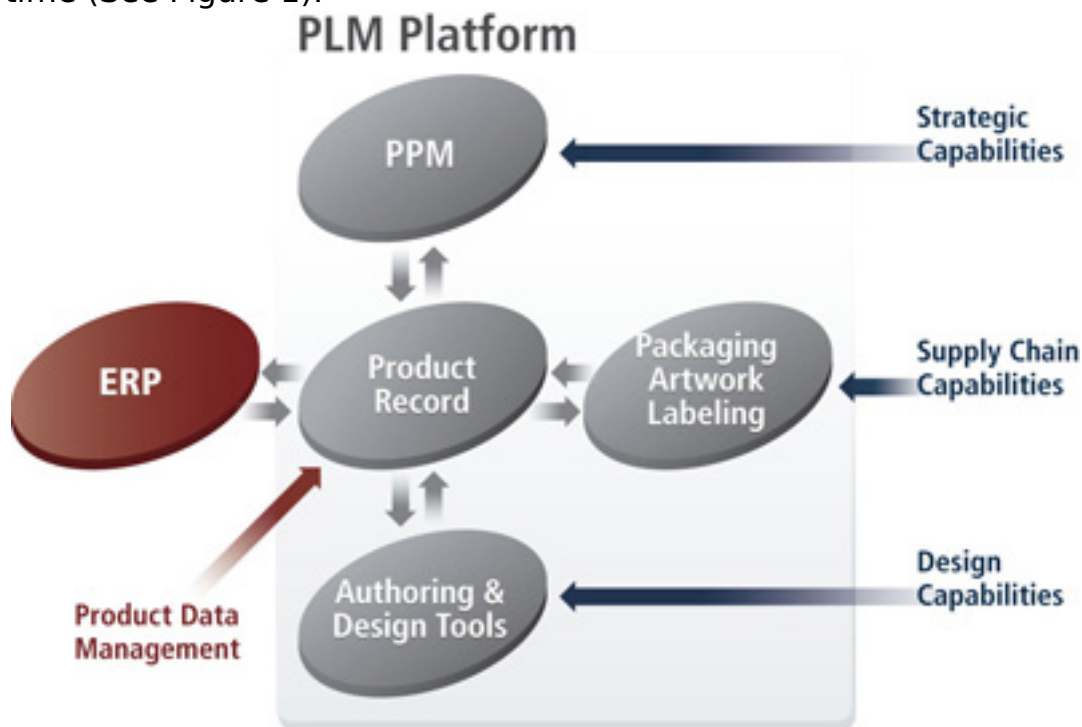 time (See Figure 1).
PLM Platform
PPM
Strategic
Capabilities
ERP
Product
Record
Packaging
Artwork
Labeling
Supply Chain
Capabilities
Authoring &
Design Tools
Design
Capabilities
Product Data
Management